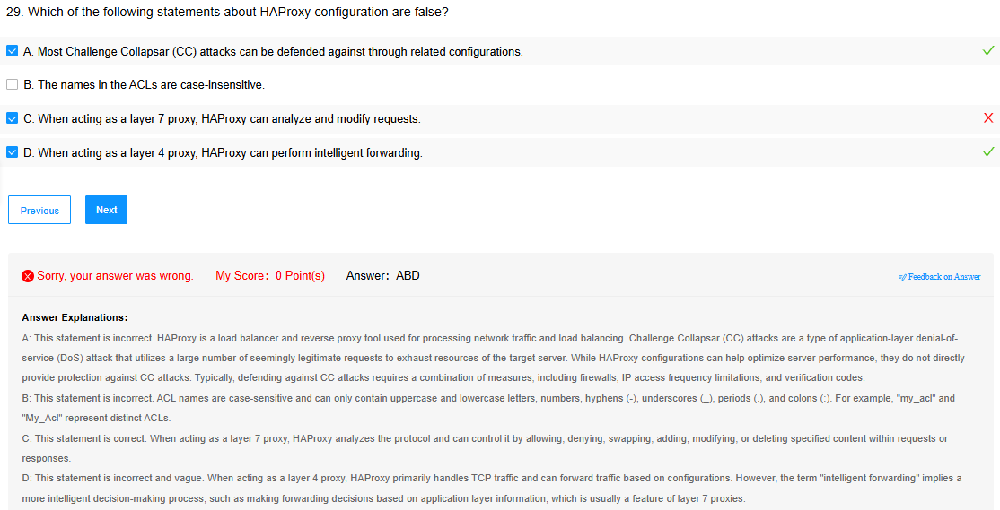 29. Which of the following statements about HAProxy configuration are false?
A. Most Challenge Collapsar (CC) attacks can be defended against through related configurations.
B. The names in the ACLs are case-insensitive.
C. When acting as a layer 7 proxy, HAProxy can analyze and modify requests.
D. When acting as a layer 4 proxy, HAProxy can perform intelligent forwarding.
Previous Next
Sorry, your answer was wrong. My Score: 0 Point(s) Answer: ABD Feedback on Answer
Answer Explanations:
A: This statement is incorrect. HAProxy is a load balancer and reverse proxy tool used for processing network traffic and load balancing. Challenge Collapsar (CC) attacks are a type of application-layer denial-of-
service (DoS) attack that utilizes a large number of seemingly legitimate requests to exhaust resources of the target server. While HAProxy configurations can help optimize server performance, they do not directly
provide protection against CC attacks. Typically, defending against CC attacks requires a combination of measures, including firewalls, IP access frequency limitations, and verification codes.
B: This statement is incorrect. ACL names are case-sensitive and can only contain uppercase and lowercase letters, numbers, hyphens (-), underscores (_), periods (.), and colons (:). For example, "my_acl" and
"My_Acl" represent distinct ACLs.
C: This statement is correct. When acting as a layer 7 proxy, HAProxy analyzes the protocol and can control it by allowing, denying, swapping, adding, modifying, or deleting specified content within requests or
responses.
D: This statement is incorrect and vague. When acting as a layer 4 proxy, HAProxy primarily handles TCP traffic and can forward traffic based on configurations. However, the term "intelligent forwarding" implies a
more intelligent decision-making process, such as making forwarding decisions based on application layer information, which is usually a feature of layer 7 proxies.